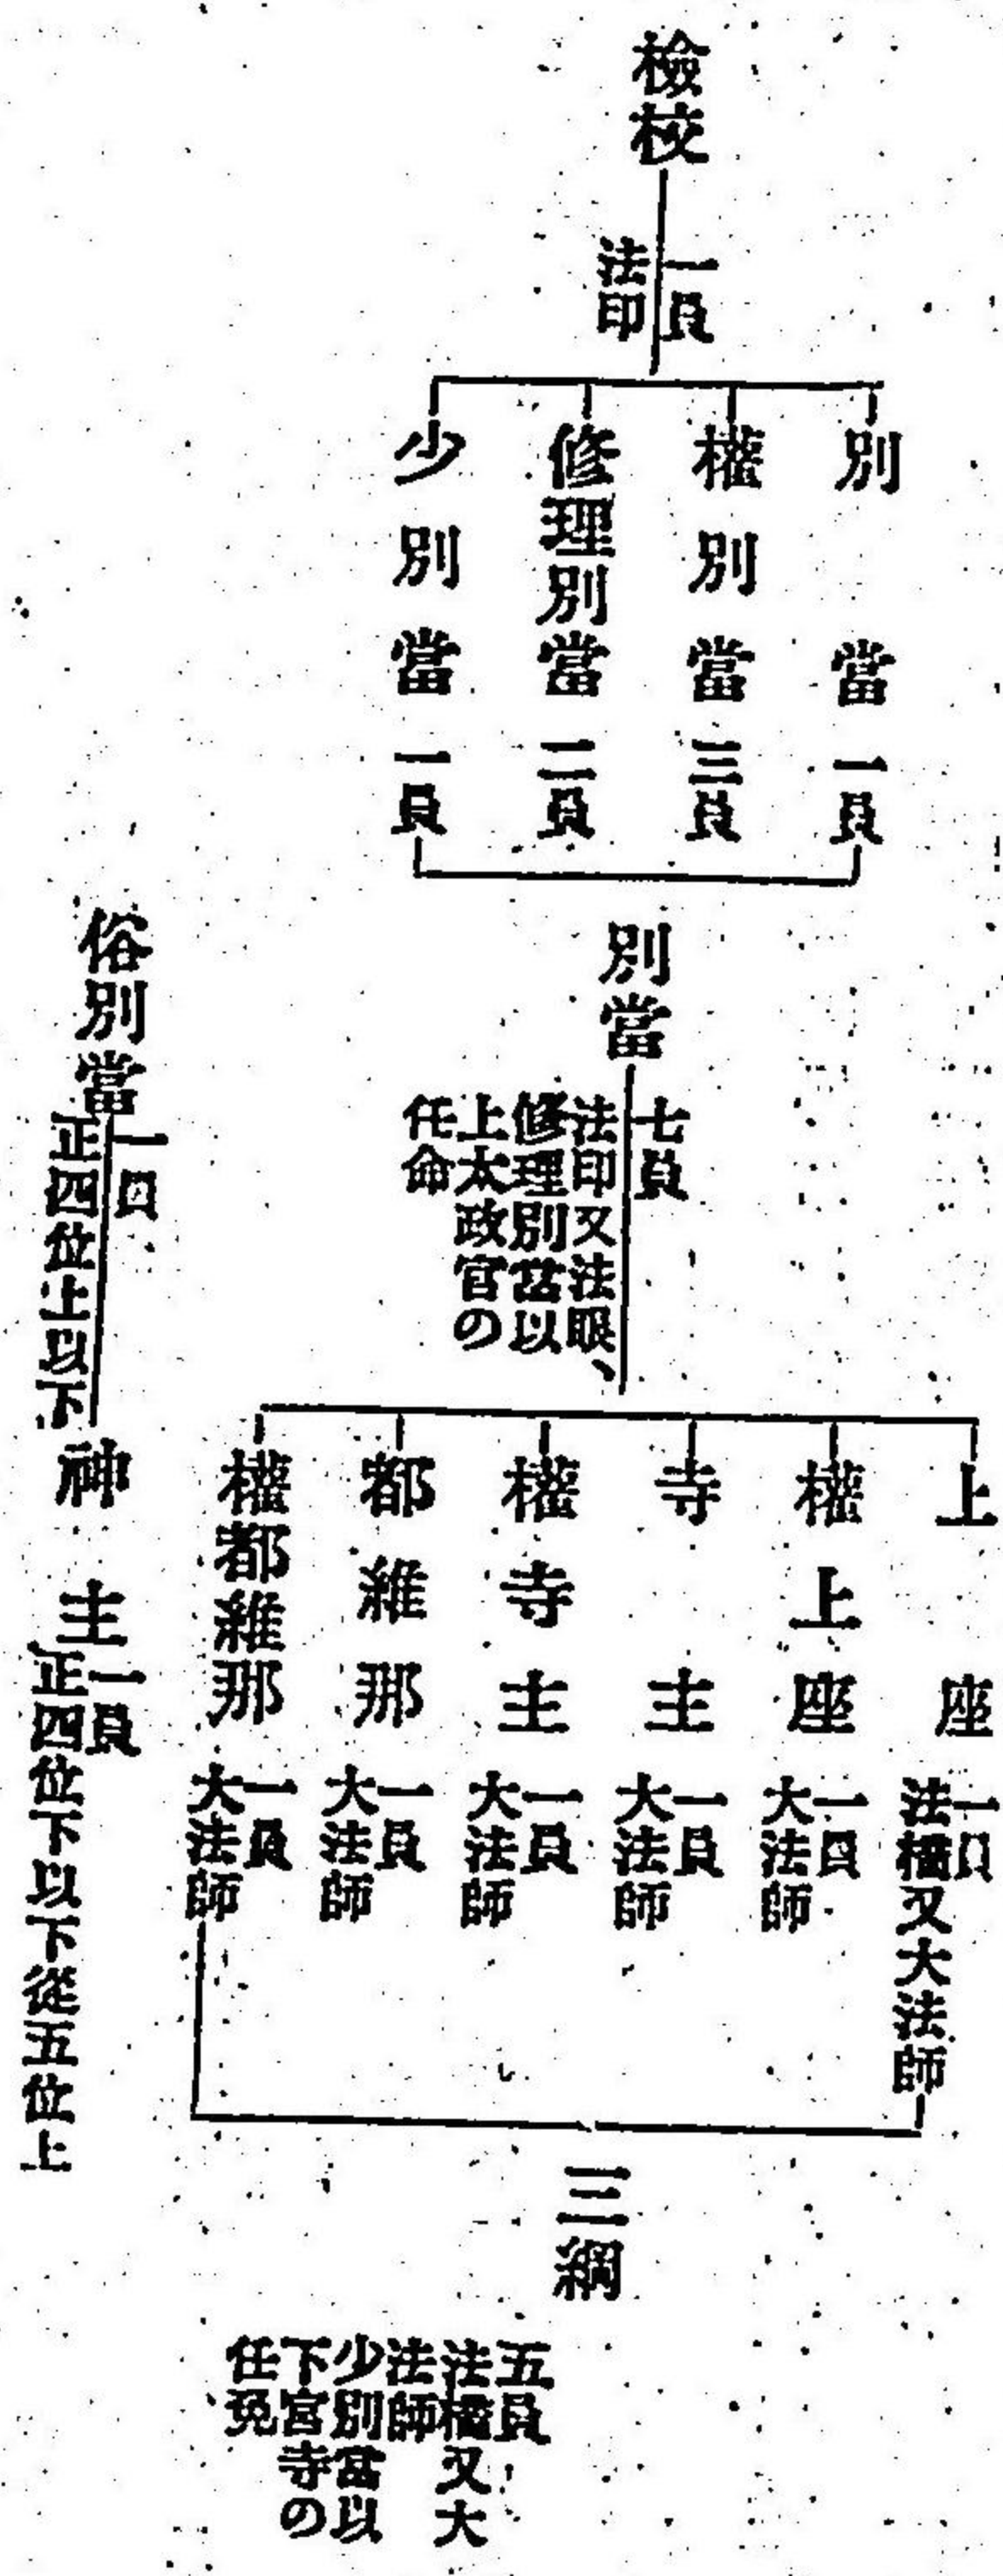 檢校
一員
法印
別當 一員
權別當 三員
修理別當 二員
少別當 一員
別當
七員
法印又法眼、
修理別當以
上太政官の
任命
上座
一員
法橋又大法師
權上座
一員
大法師
寺主
一員
大法師
權寺主
一員
大法師
都維那
一員
大法師
權都維那
一員
大法師
三綱
五員
法橋又大
法師
少別當以
下宮寺の
任免
俗別當
一員
正四位上以下
神主
一員
正四位下以下從五位上